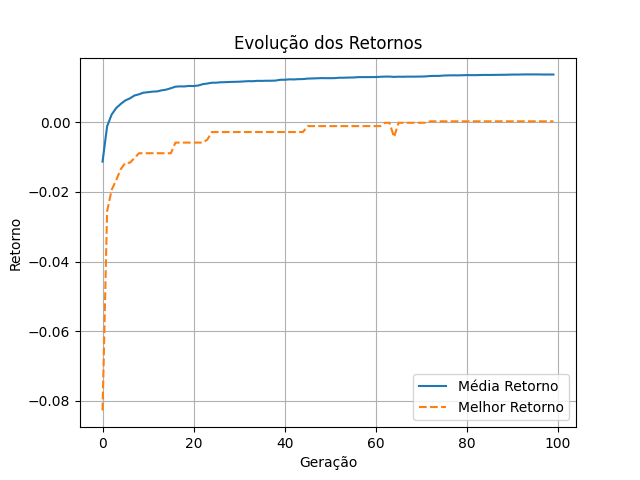 Evolução dos Retornos
0.00
−0.02
−0.04
−0.06
−0.08
Retorno
0
20
40
60
80
100
Geração
Média Retorno
Melhor Retorno